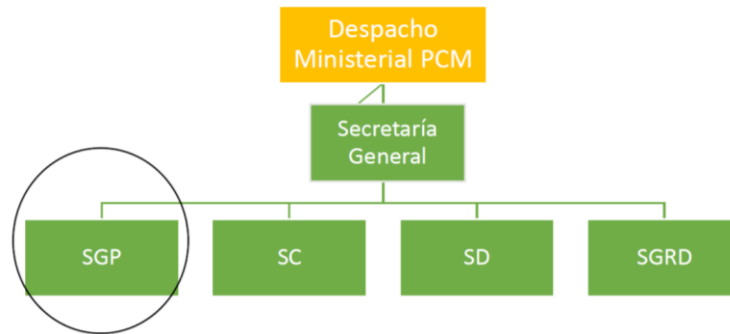 Despacho
Ministerial PCM
Secretaría
General
SGP
SC
SD
SGRD